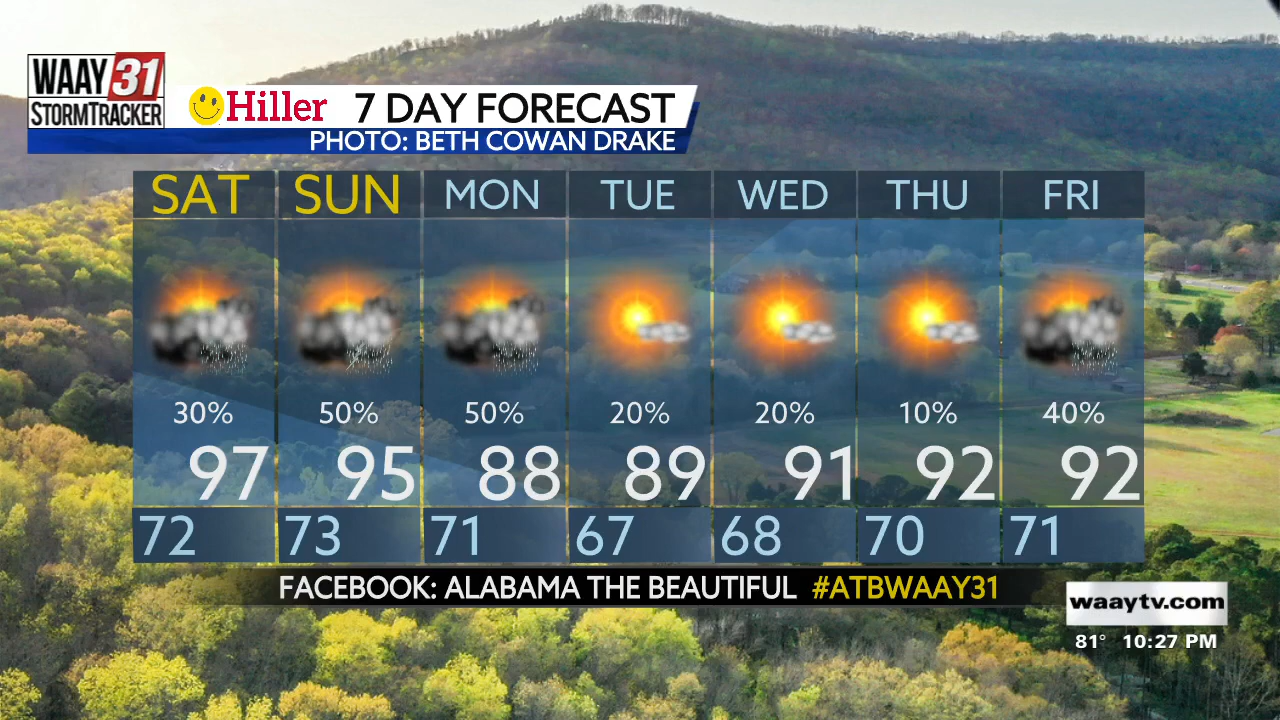 WAAY 31
STORMTRACKER
Hiller 7 DAY FORECAST
PHOTO: BETH COWAN DRAKE
SAT SUN MON TUE WED THU FRI
30% 50% 50% 20% 20% 10% 40%
97 95 88 89 91 92 92
72 73 71 67 68 70 71
FACEBOOK: ALABAMA THE BEAUTIFUL #ATBWAAY31
waaytv.com
81° 10:27 PM